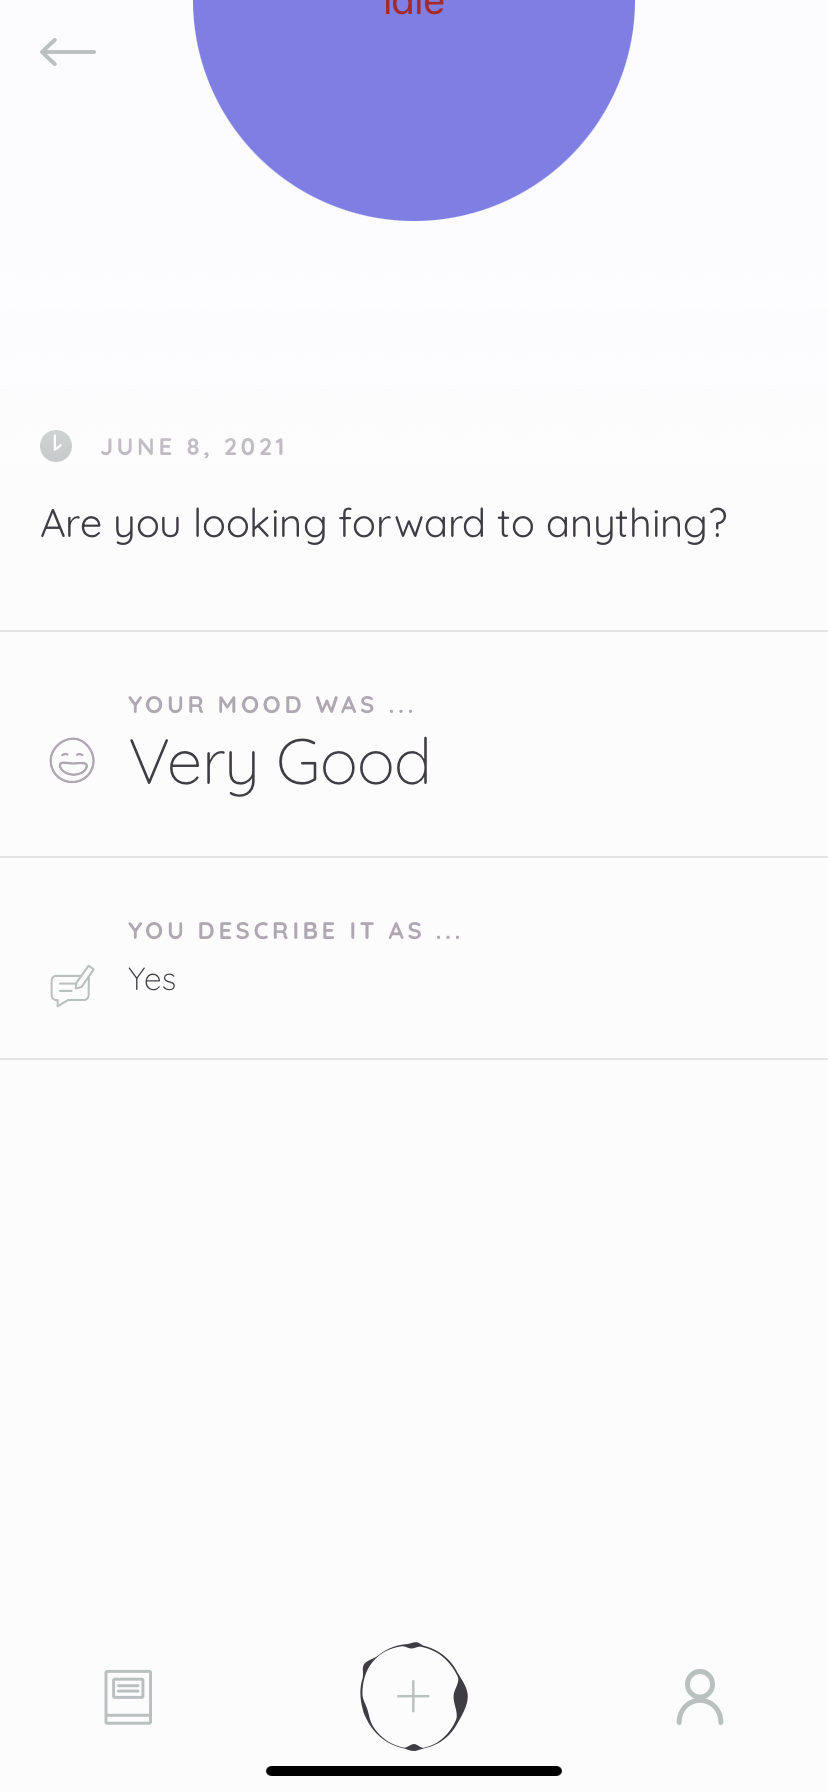 Idle
JUNE 8, 2021
Are you looking forward to anything?
YOUR MOOD WAS ...
Very Good
YOU DESCRIBE IT AS ...
Yes